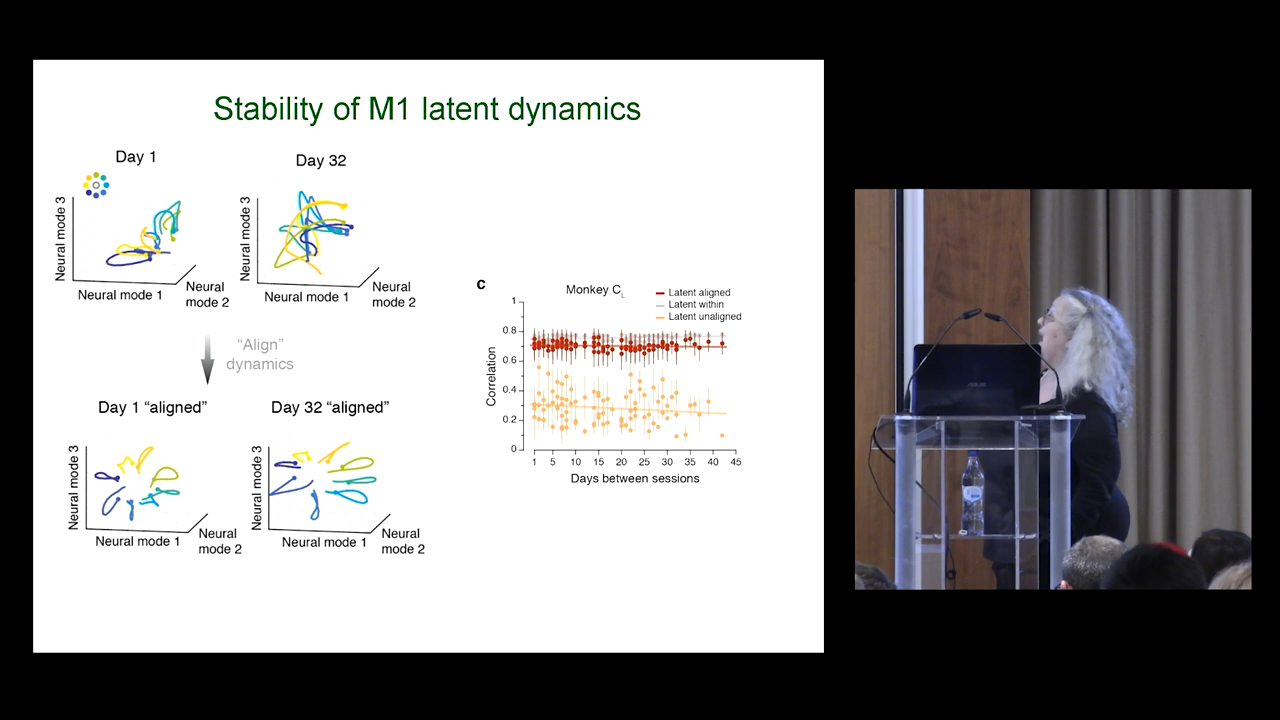 Stability of M1 latent dynamics
Day 1
Day 32
Neural mode 3
Neural mode 1
Neural
mode 2
Neural mode 3
Neural mode 1
Neural
mode 2
"Align"
dynamics
Day 1 "aligned"
Day 32 "aligned"
Neural mode 3
Neural mode 1
Neural
mode 2
Neural mode 3
Neural mode 1
Neural
mode 2
c
Monkey CL
Latent aligned
Latent within
Latent unaligned
Correlation
1
0.8
0.6
0.4
0.2
0
1 5 10 15 20 25 30 35 40 45
Days between sessions
ASUS